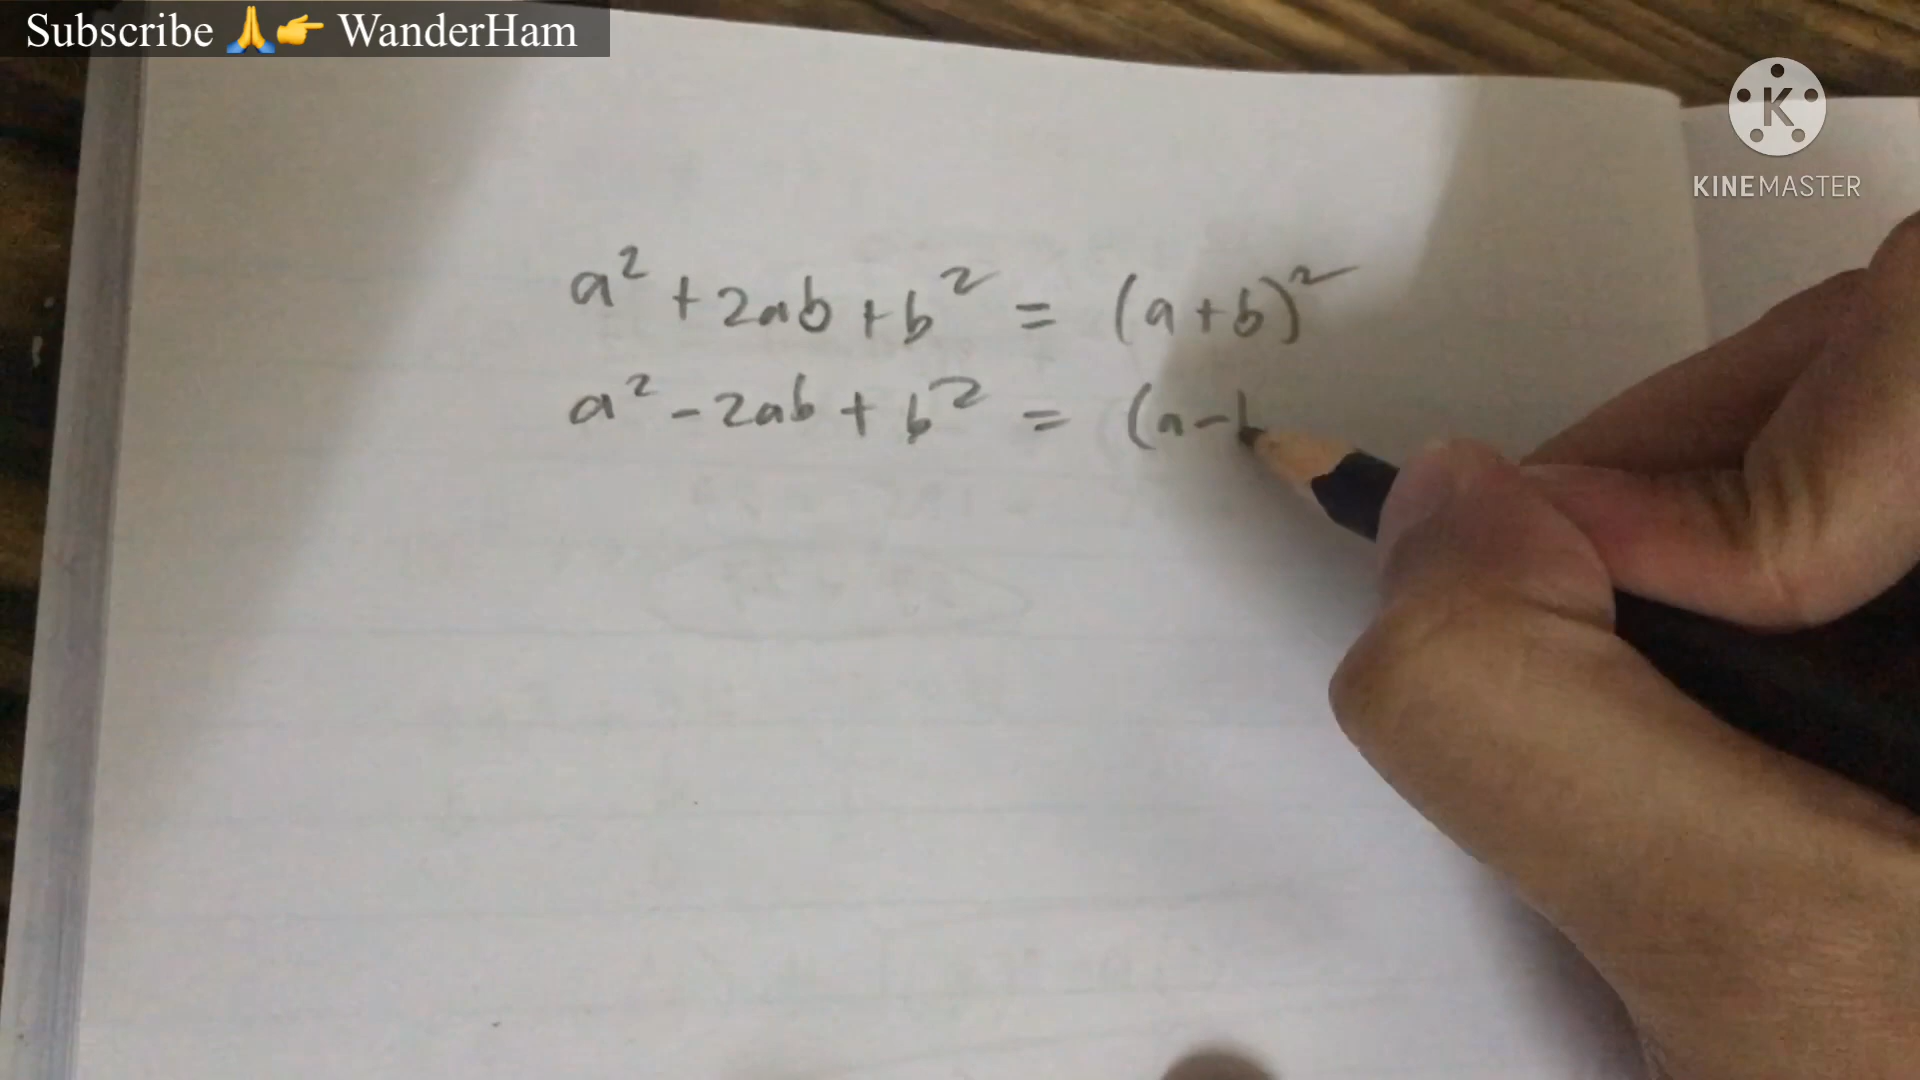 Subscribe 🙏👉 WanderHam
KINEMASTER
a² + 2ab + b² = (a+b)²
a² - 2ab + b² = (a-b